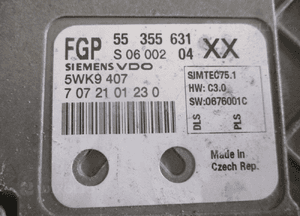 FGP 55 355 631 XX
S 06 002 04
SIEMENS VDO
5WK9 407
7 07 21 01 23 0
SIMTEC75.1
HW: C3.0
SW:0676001C
DLS PLS
Made in
Czech Rep.